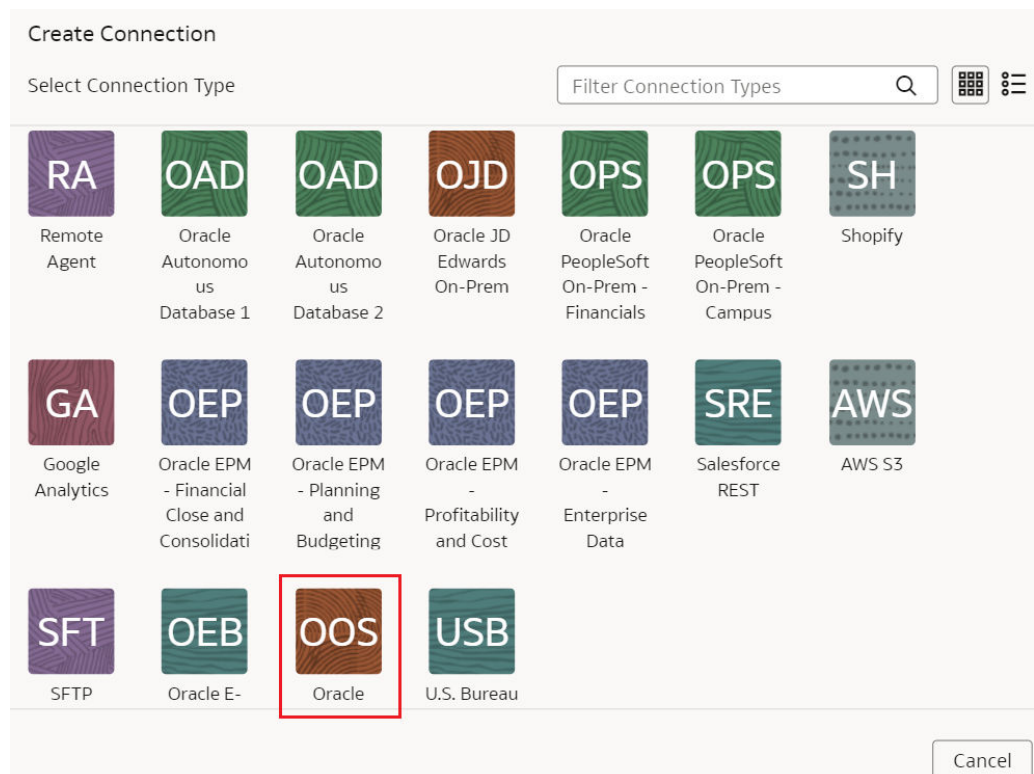 Create Connection
Select Connection Type
Filter Connection Types
RA
OAD
OAD
OJD
OPS
OPS
SH
Remote
Agent
Oracle
Autonomo
us
Database 1
Oracle
Autonomo
us
Database 2
Oracle JD
Edwards
On-Prem
Oracle
PeopleSoft
On-Prem -
Financials
Oracle
PeopleSoft
On-Prem -
Campus
Shopify
GA
OEP
OEP
OEP
OEP
SRE
AWS
Google
Analytics
Oracle EPM
- Financial
Close and
Consolidati
Oracle EPM
- Planning
and
Budgeting
Oracle EPM
-
Profitability
and Cost
Oracle EPM
-
Enterprise
Data
Salesforce
REST
AWS S3
SFT
OEB
OOS
USB
SFTP
Oracle E-
Oracle
U.S. Bureau
Cancel